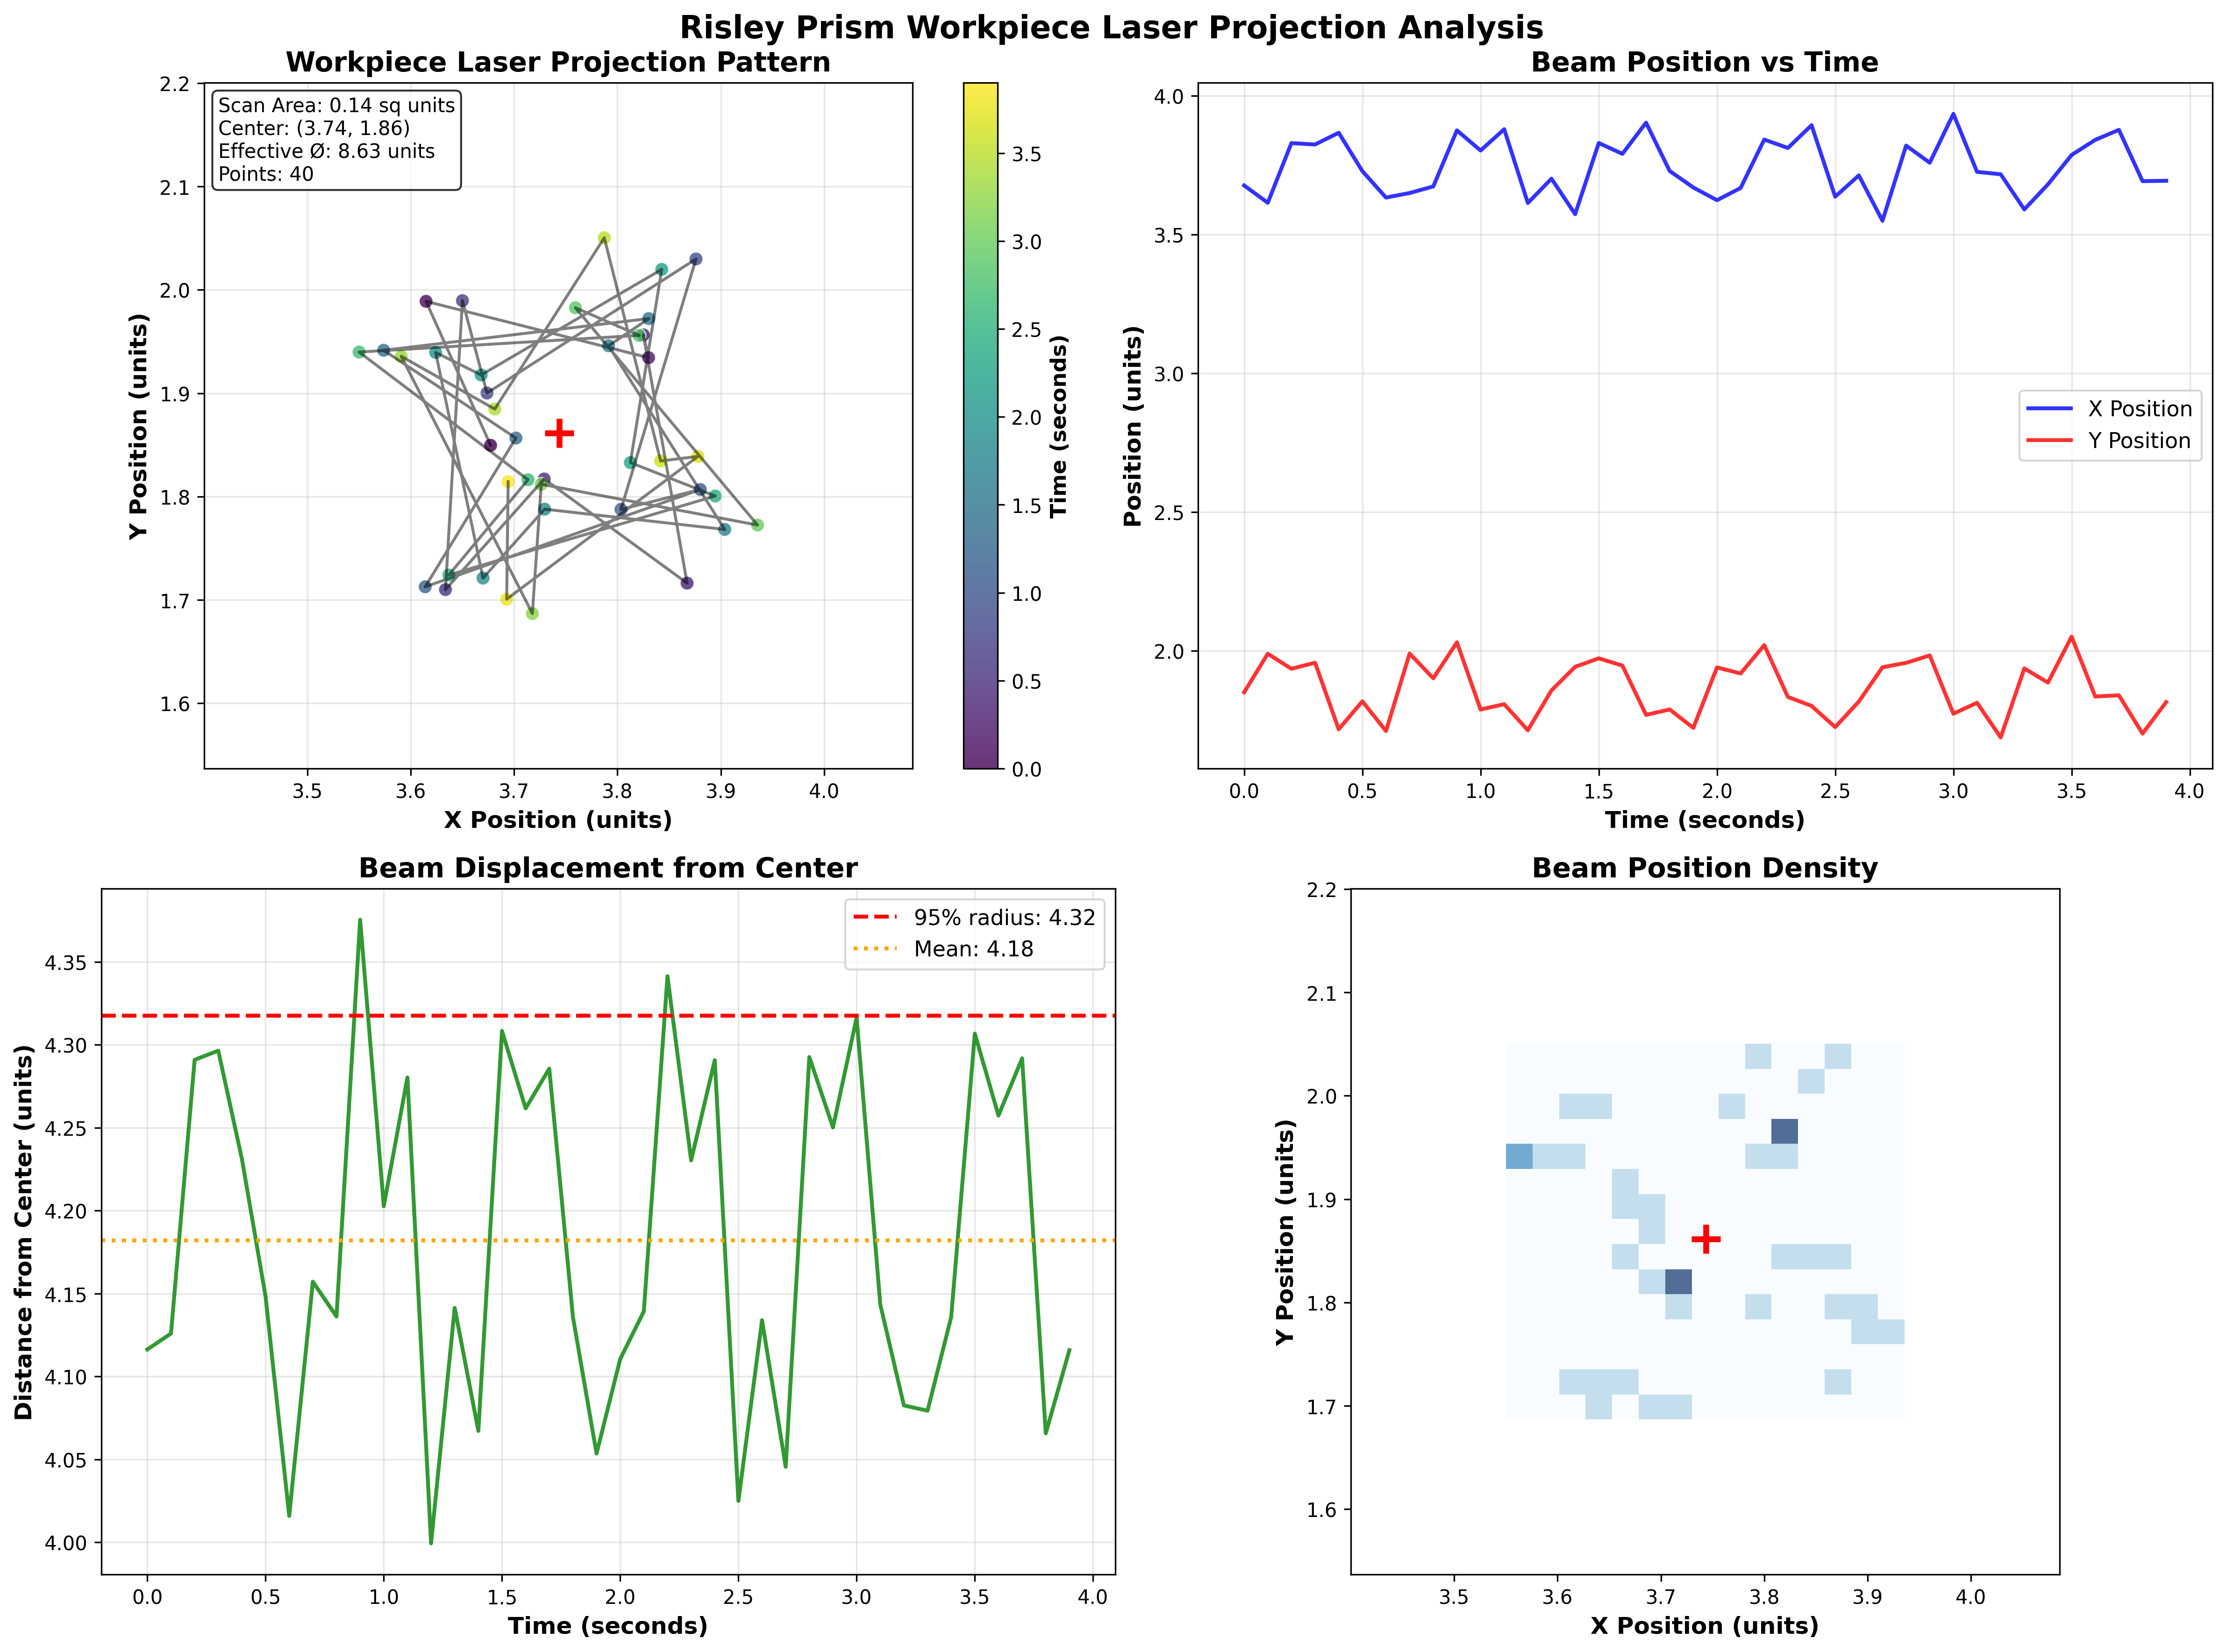 Risley Prism Workpiece Laser Projection Analysis
Workpiece Laser Projection Pattern
Scan Area: 0.14 sq units
Center: (3.74, 1.86)
Effective Ø: 8.63 units
Points: 40
2.2
2.1
2.0
1.9
1.8
1.7
1.6
Y Position (units)
3.5
3.6
3.7
3.8
3.9
4.0
X Position (units)
3.5
3.0
2.5
2.0
1.5
1.0
0.5
0.0
Time (seconds)
Beam Position vs Time
4.0
3.5
3.0
2.5
2.0
Position (units)
X Position
Y Position
0.0
0.5
1.0
1.5
2.0
2.5
3.0
3.5
4.0
Time (seconds)
Beam Displacement from Center
95% radius: 4.32
Mean: 4.18
4.35
4.30
4.25
4.20
4.15
4.10
4.05
4.00
Distance from Center (units)
0.0
0.5
1.0
1.5
2.0
2.5
3.0
3.5
4.0
Time (seconds)
Beam Position Density
2.2
2.1
2.0
1.9
1.8
1.7
1.6
Y Position (units)
3.5
3.6
3.7
3.8
3.9
4.0
X Position (units)